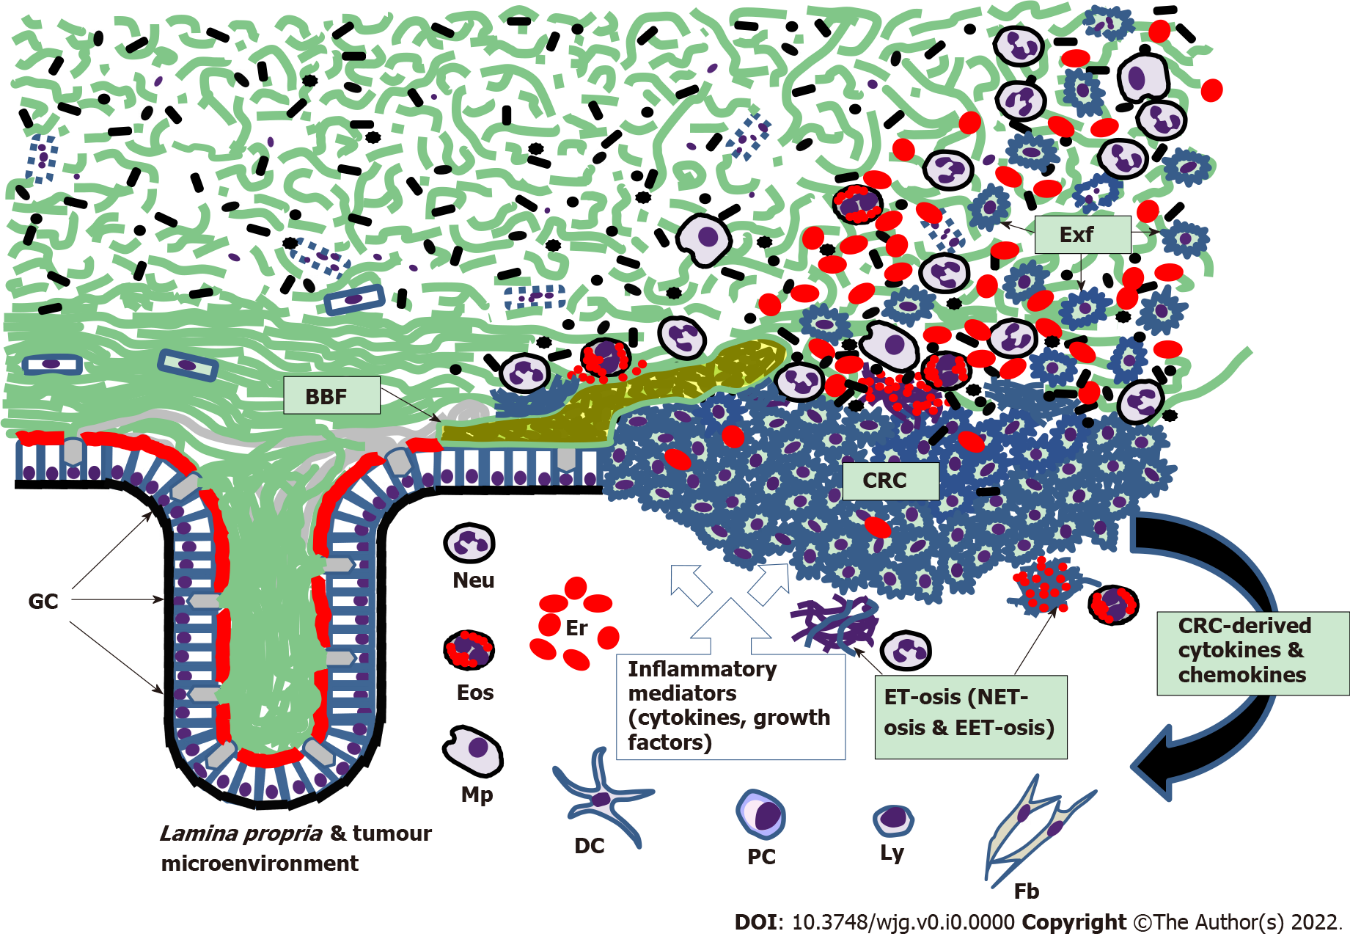 Exf
BBF
CRC
GC
Neu
Er
Eos
Mp
Inflammatory
mediators
(cytokines, growth
factors)
ET-osis (NET-
osis & EET-osis)
CRC-derived
cytokines &
chemokines
Lamina propria & tumour
microenvironment
DC
PC
Ly
Fb
DOI: 10.3748/wjg.v0.i0.0000 Copyright ©The Author(s) 2022.